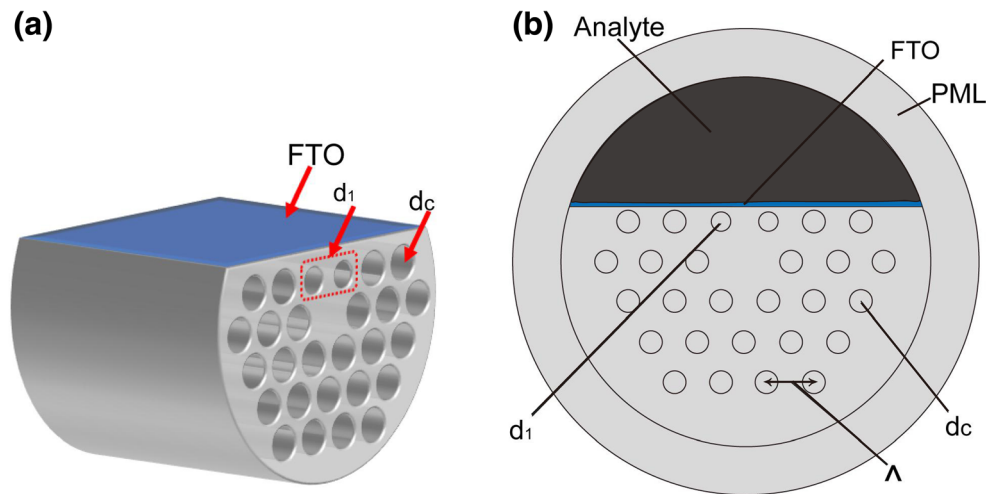 (a)
FTO
d₁
dc
(b)
Analyte
FTO
PML
d₁
dc
Λ